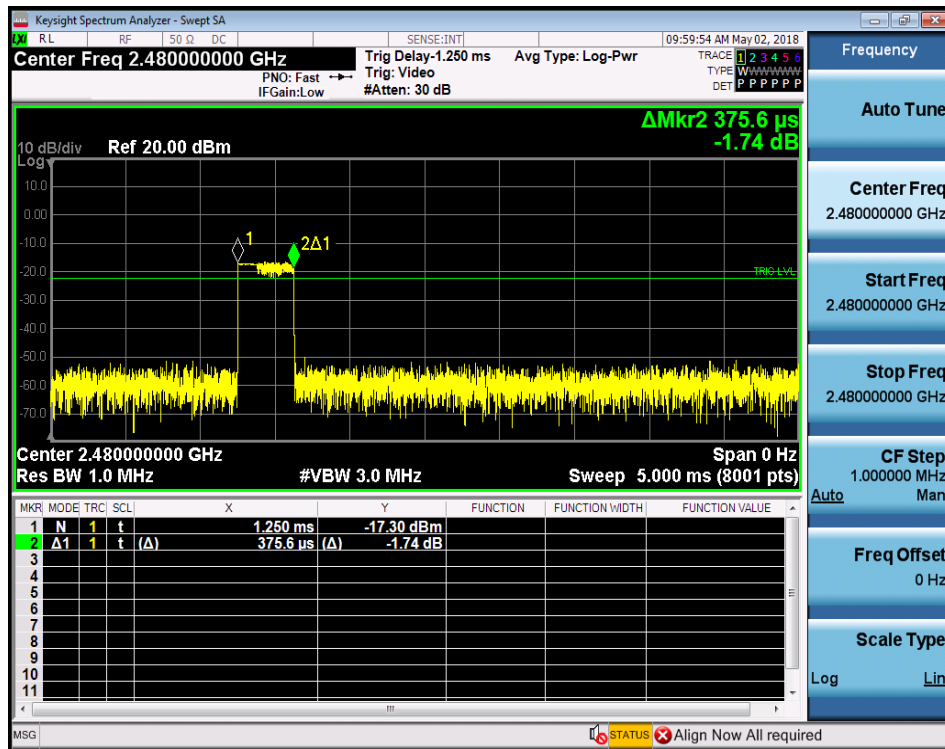 Keysight Spectrum Analyzer - Swept SA
LXI RL RF 50 Ω DC SENSE:INT 09:59:54 AM May 02, 2018
Center Freq 2.480000000 GHz
PNO: Fast
IFGain:Low
Trig Delay-1.250 ms
Trig: Video
#Atten: 30 dB
Avg Type: Log-Pwr
TRACE 1 2 3 4 5 6
TYPE WWWWWWW
DET P P P P P P
ΔMkr2 375.6 µs
-1.74 dB
10 dB/div Ref 20.00 dBm
Log
10.0
0.00
-10.0
-20.0
-30.0
-40.0
-50.0
-60.0
-70.0
1
2Δ1
TRIG LVL
Center 2.480000000 GHz Span 0 Hz
Res BW 1.0 MHz #VBW 3.0 MHz Sweep 5.000 ms (8001 pts)
MKR MODE TRC SCL X Y FUNCTION FUNCTION WIDTH FUNCTION VALUE
1 N 1 t 1.250 ms -17.30 dBm
2 Δ1 1 t (Δ) 375.6 µs (Δ) -1.74 dB
3
4
5
6
7
8
9
10
11
MSG STATUS Align Now All required
Frequency
Auto Tune
Center Freq
2.480000000 GHz
Start Freq
2.480000000 GHz
Stop Freq
2.480000000 GHz
CF Step
1.000000 MHz
Auto Man
Freq Offset
0 Hz
Scale Type
Log Lin